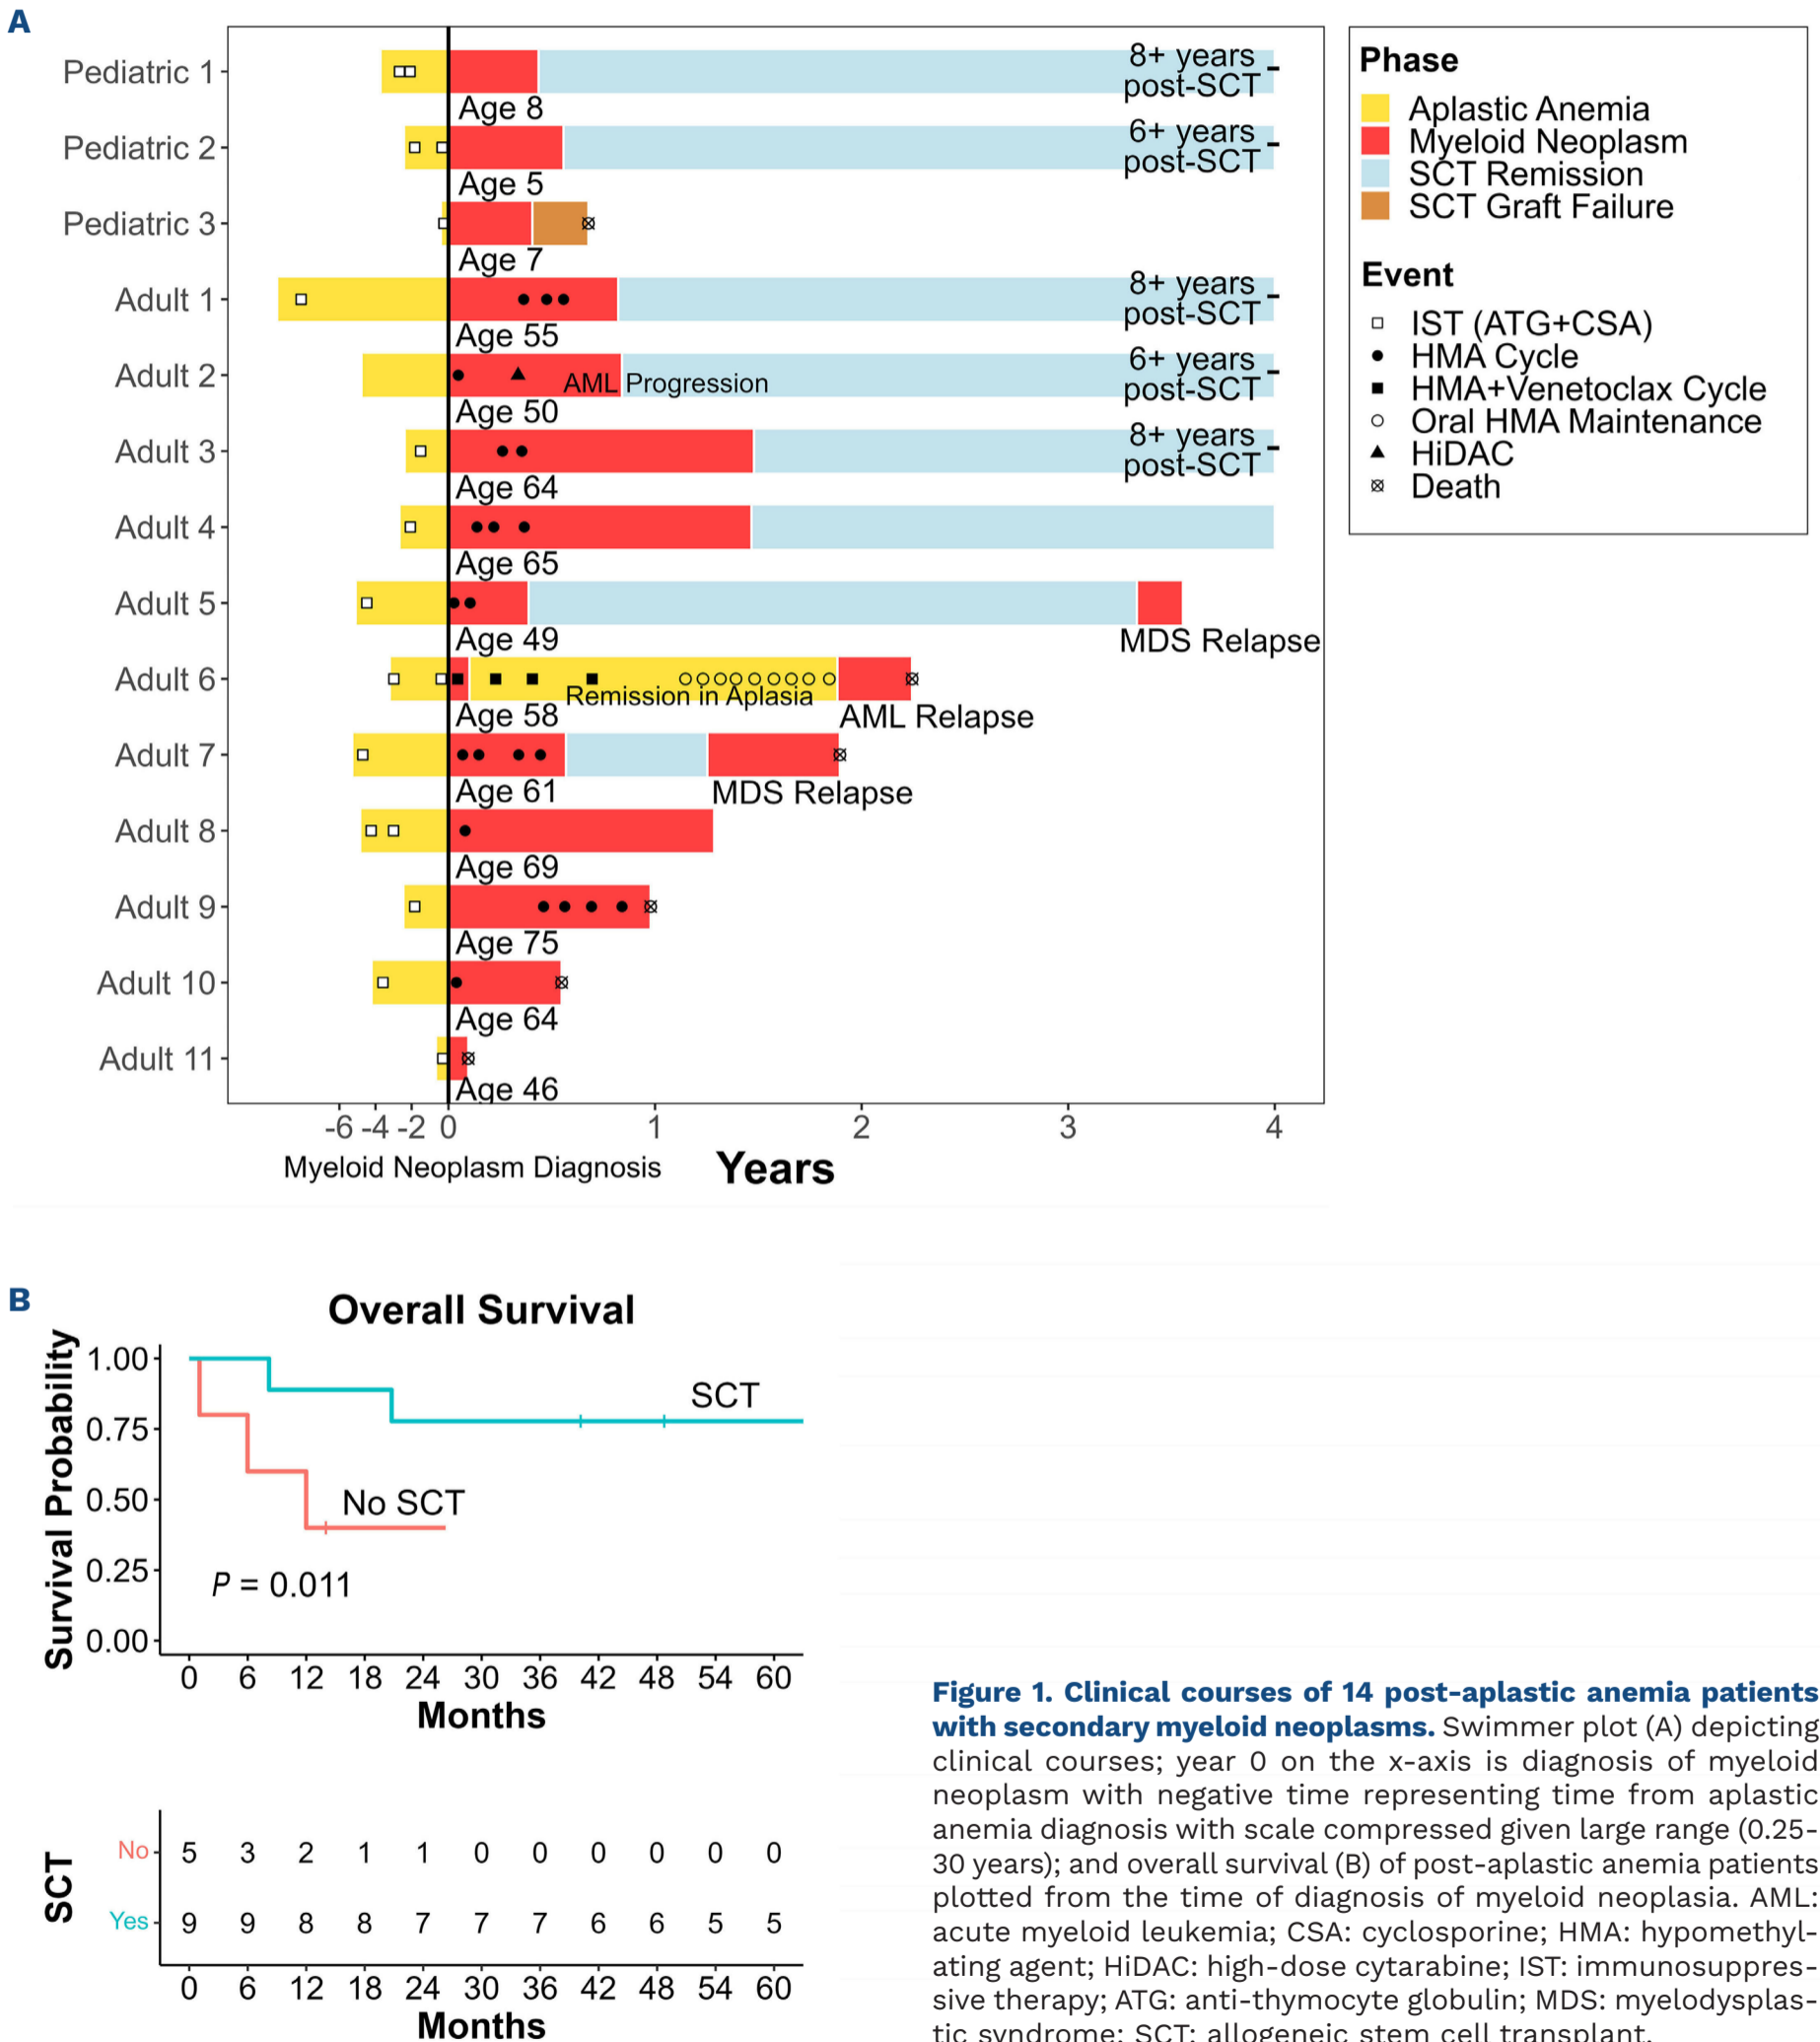 A
Pediatric 1
8+ years
post-SCT
Age 8
Pediatric 2
6+ years
post-SCT
Age 5
Pediatric 3
Age 7
Adult 1
8+ years
post-SCT
Age 55
Adult 2
AML Progression
6+ years
post-SCT
Age 50
Adult 3
8+ years
post-SCT
Age 64
Adult 4
Age 65
Adult 5
Age 49
MDS Relapse
Adult 6
Remission in Aplasia
Age 58
AML Relapse
Adult 7
Age 61
MDS Relapse
Adult 8
Age 69
Adult 9
Age 75
Adult 10
Age 64
Adult 11
Age 46
-6 -4 -2 0 1 2 3 4
Myeloid Neoplasm Diagnosis
Years
Phase
Aplastic Anemia
Myeloid Neoplasm
SCT Remission
SCT Graft Failure
Event
IST (ATG+CSA)
HMA Cycle
HMA+Venetoclax Cycle
Oral HMA Maintenance
HiDAC
Death
B
Overall Survival
Survival Probability
1.00
0.75
0.50
0.25
0.00
SCT
No SCT
P = 0.011
0 6 12 18 24 30 36 42 48 54 60
Months
SCT
No 5 3 2 1 1 0 0 0 0 0 0
Yes 9 9 8 8 7 7 7 6 6 5 5
0 6 12 18 24 30 36 42 48 54 60
Months
Figure 1. Clinical courses of 14 post-aplastic anemia patients
with secondary myeloid neoplasms. Swimmer plot (A) depicting
clinical courses; year 0 on the x-axis is diagnosis of myeloid
neoplasm with negative time representing time from aplastic
anemia diagnosis with scale compressed given large range (0.25-
30 years); and overall survival (B) of post-aplastic anemia patients
plotted from the time of diagnosis of myeloid neoplasia. AML:
acute myeloid leukemia; CSA: cyclosporine; HMA: hypomethyl-
ating agent; HiDAC: high-dose cytarabine; IST: immunosuppres-
sive therapy; ATG: anti-thymocyte globulin; MDS: myelodysplas-
tic syndrome; SCT: allogeneic stem cell transplant.